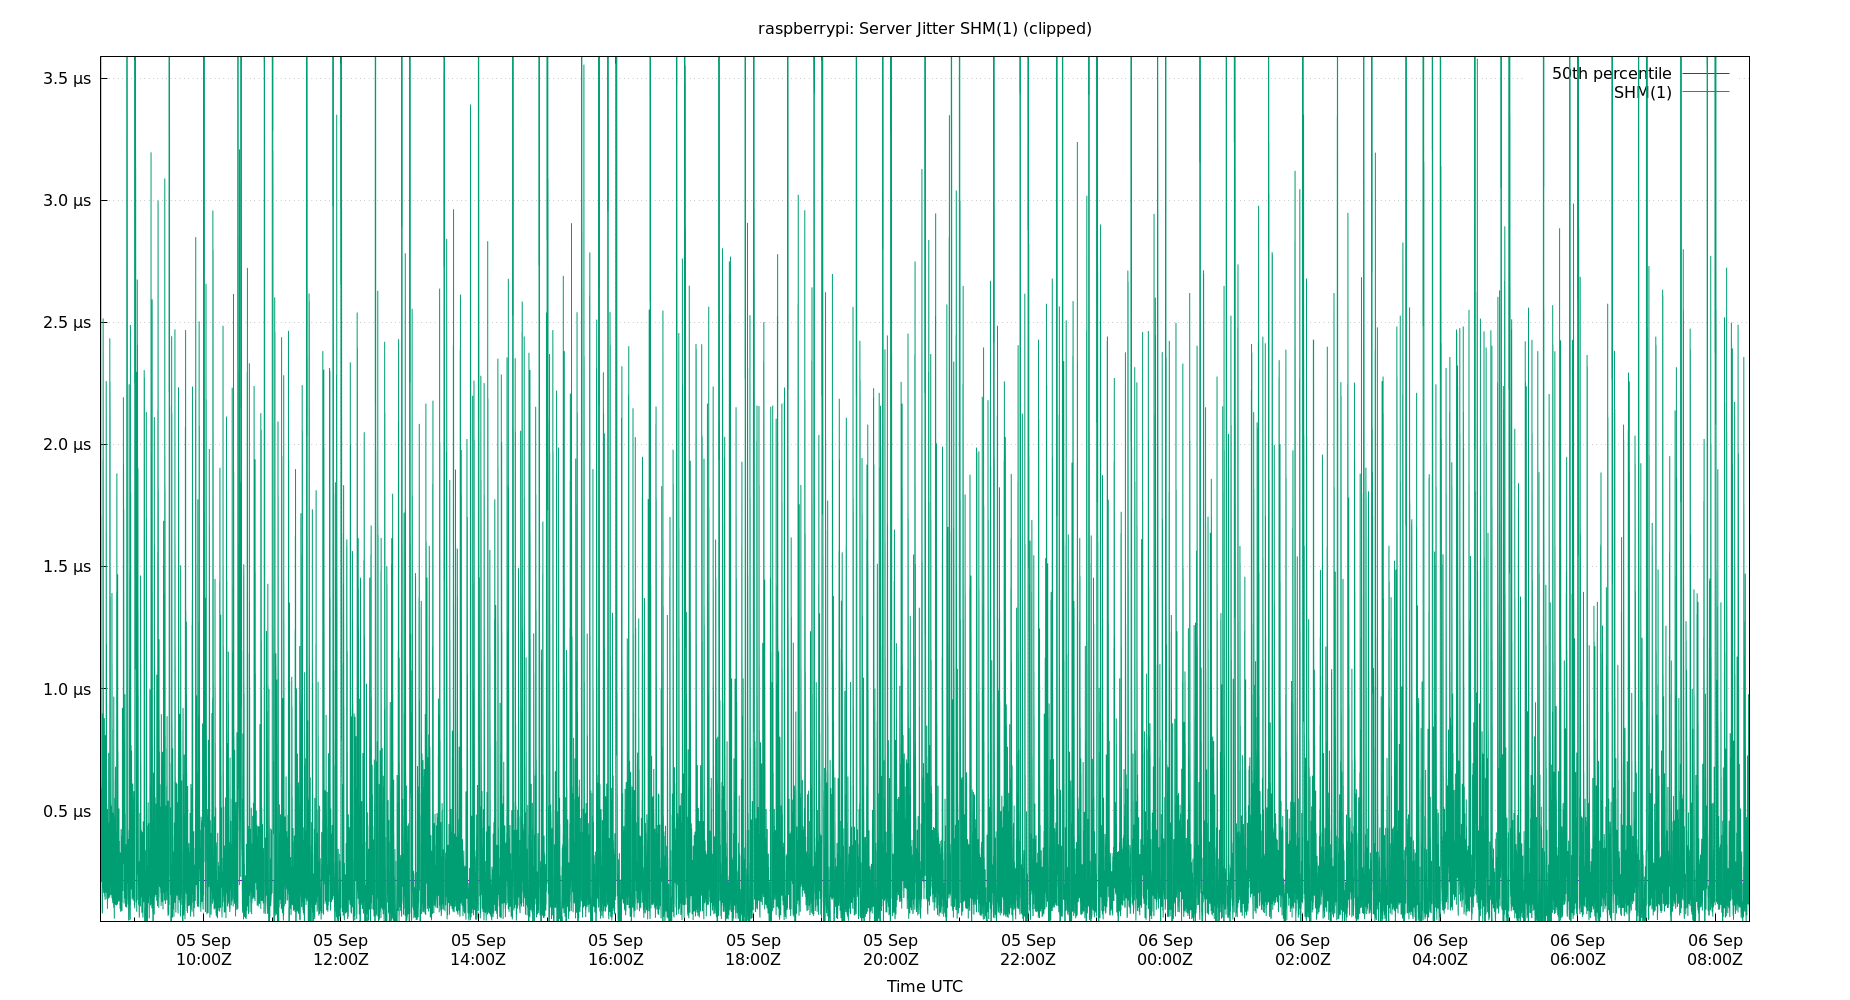 raspberrypi: Server Jitter SHM(1) (clipped)
3.5 µs
3.0 µs
2.5 µs
2.0 µs
1.5 µs
1.0 µs
0.5 µs
50th percentile
SHM(1)
05 Sep 05 Sep 05 Sep 05 Sep 05 Sep 05 Sep 05 Sep 06 Sep 06 Sep 06 Sep 06 Sep 06 Sep
10:00Z 12:00Z 14:00Z 16:00Z 18:00Z 20:00Z 22:00Z 00:00Z 02:00Z 04:00Z 06:00Z 08:00Z
Time UTC